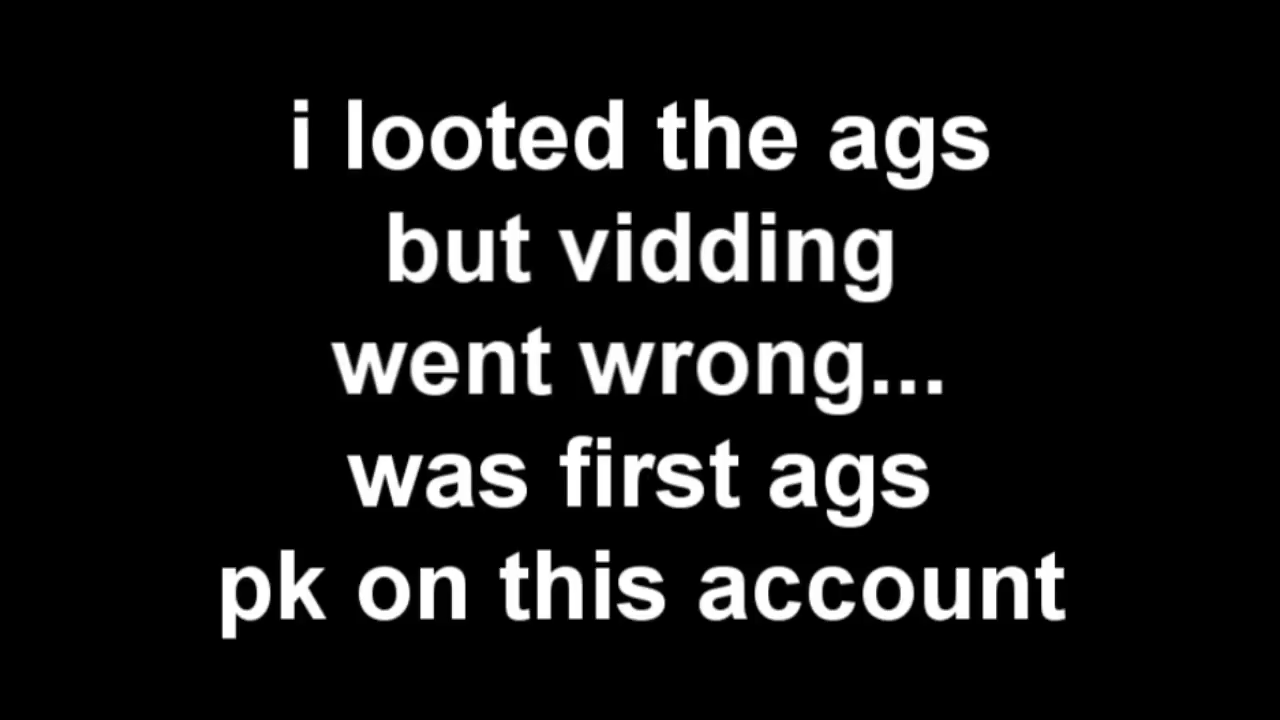 i looted the ags
but vidding
went wrong...
was first ags
pk on this account